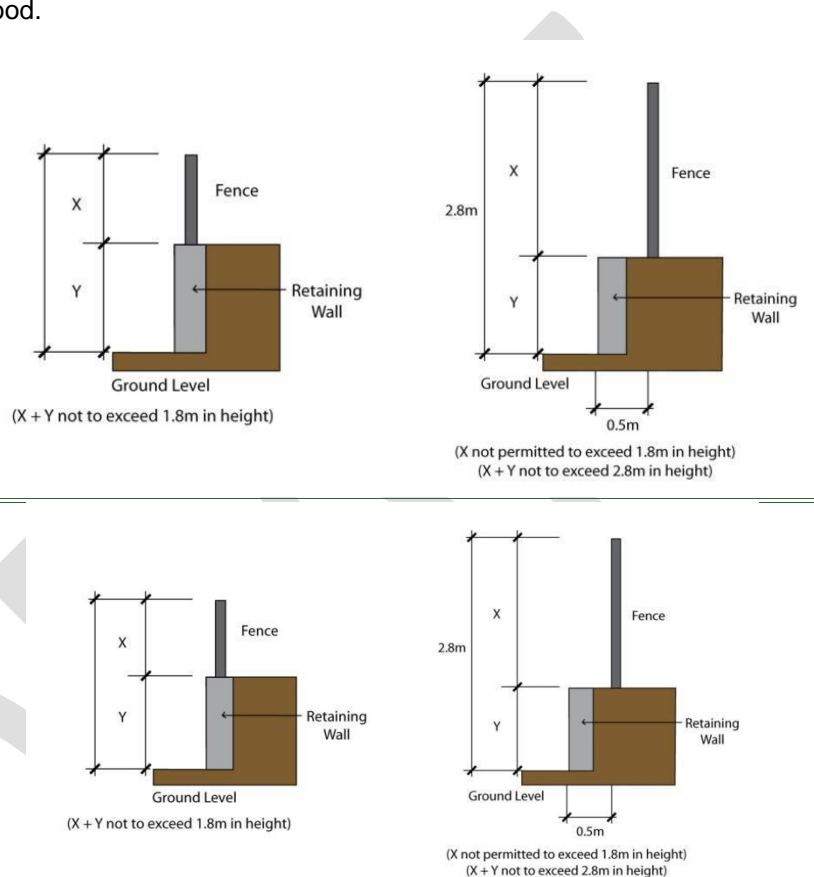 ood.
X
Fence
Y
Retaining
Wall
Ground Level
(X + Y not to exceed 1.8m in height)
X
Fence
2.8m
Y
Retaining
Wall
Ground Level
0.5m
(X not permitted to exceed 1.8m in height)
(X + Y not to exceed 2.8m in height)
X
Fence
Y
Retaining
Wall
Ground Level
(X + Y not to exceed 1.8m in height)
X
Fence
2.8m
Y
Retaining
Wall
Ground Level
0.5m
(X not permitted to exceed 1.8m in height)
(X + Y not to exceed 2.8m in height)